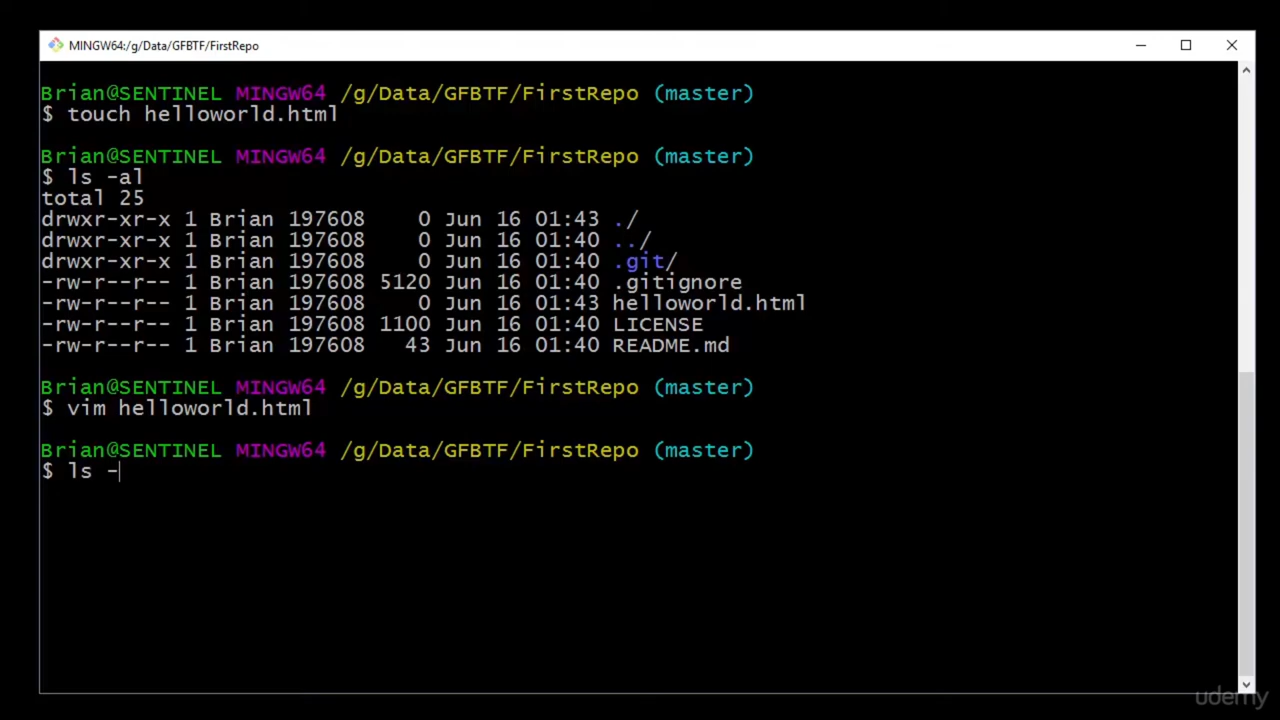 MINGW64:/g/Data/GFBTF/FirstRepo
Brian@SENTINEL MINGW64 /g/Data/GFBTF/FirstRepo (master)
$ touch helloworld.html
Brian@SENTINEL MINGW64 /g/Data/GFBTF/FirstRepo (master)
$ ls -al
total 25
drwxr-xr-x 1 Brian 197608    0 Jun 16 01:43 ./
drwxr-xr-x 1 Brian 197608    0 Jun 16 01:40 ../
drwxr-xr-x 1 Brian 197608    0 Jun 16 01:40 .git/
-rw-r--r-- 1 Brian 197608 5120 Jun 16 01:40 .gitignore
-rw-r--r-- 1 Brian 197608    0 Jun 16 01:43 helloworld.html
-rw-r--r-- 1 Brian 197608 1100 Jun 16 01:40 LICENSE
-rw-r--r-- 1 Brian 197608   43 Jun 16 01:40 README.md
Brian@SENTINEL MINGW64 /g/Data/GFBTF/FirstRepo (master)
$ vim helloworld.html
Brian@SENTINEL MINGW64 /g/Data/GFBTF/FirstRepo (master)
$ ls -
udemy